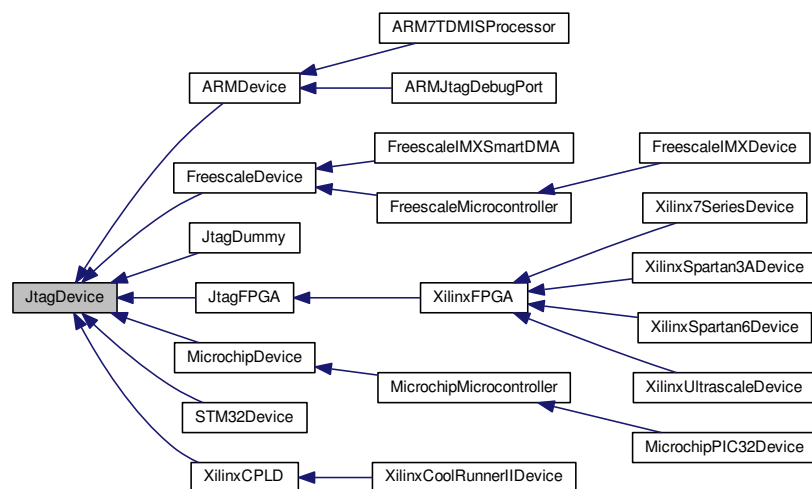 ARM7TDMISProcessor
ARMDevice
ARMJtagDebugPort
FreescaleIMXSmartDMA
FreescaleIMXDevice
FreescaleDevice
FreescaleMicrocontroller
Xilinx7SeriesDevice
JtagDummy
XilinxSpartan3ADevice
JtagDevice
JtagFPGA
XilinxFPGA
XilinxSpartan6Device
MicrochipDevice
MicrochipMicrocontroller
XilinxUltrascaleDevice
STM32Device
MicrochipPIC32Device
XilinxCPLD
XilinxCoolRunnerIIDevice